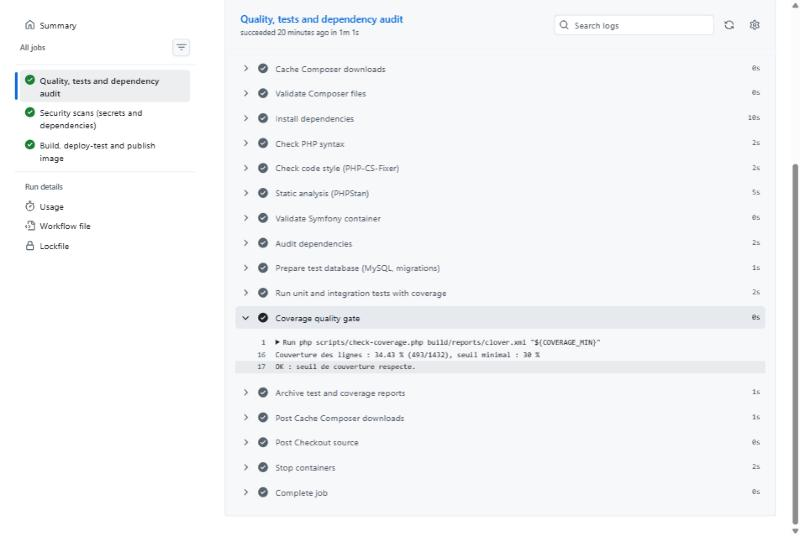 Summary
All jobs
Quality, tests and dependency
audit
Security scans (secrets and
dependencies)
Build, deploy-test and publish
image
Run details
Usage
Workflow file
Lockfile
Quality, tests and dependency audit
succeeded 20 minutes ago in 1m 1s
Search logs
Cache Composer downloads 0s
Validate Composer files 0s
Install dependencies 10s
Check PHP syntax 2s
Check code style (PHP-CS-Fixer) 2s
Static analysis (PHPStan) 5s
Validate Symfony container 0s
Audit dependencies 2s
Prepare test database (MySQL, migrations) 1s
Run unit and integration tests with coverage 2s
Coverage quality gate 0s
1 Run php scripts/check-coverage.php build/reports/clover.xml "${COVERAGE_MIN}"
16 Couverture des lignes : 34.43 % (493/1432), seuil minimal : 30 %
17 OK : seuil de couverture respecte.
Archive test and coverage reports 1s
Post Cache Composer downloads 1s
Post Checkout source 0s
Stop containers 2s
Complete job 0s